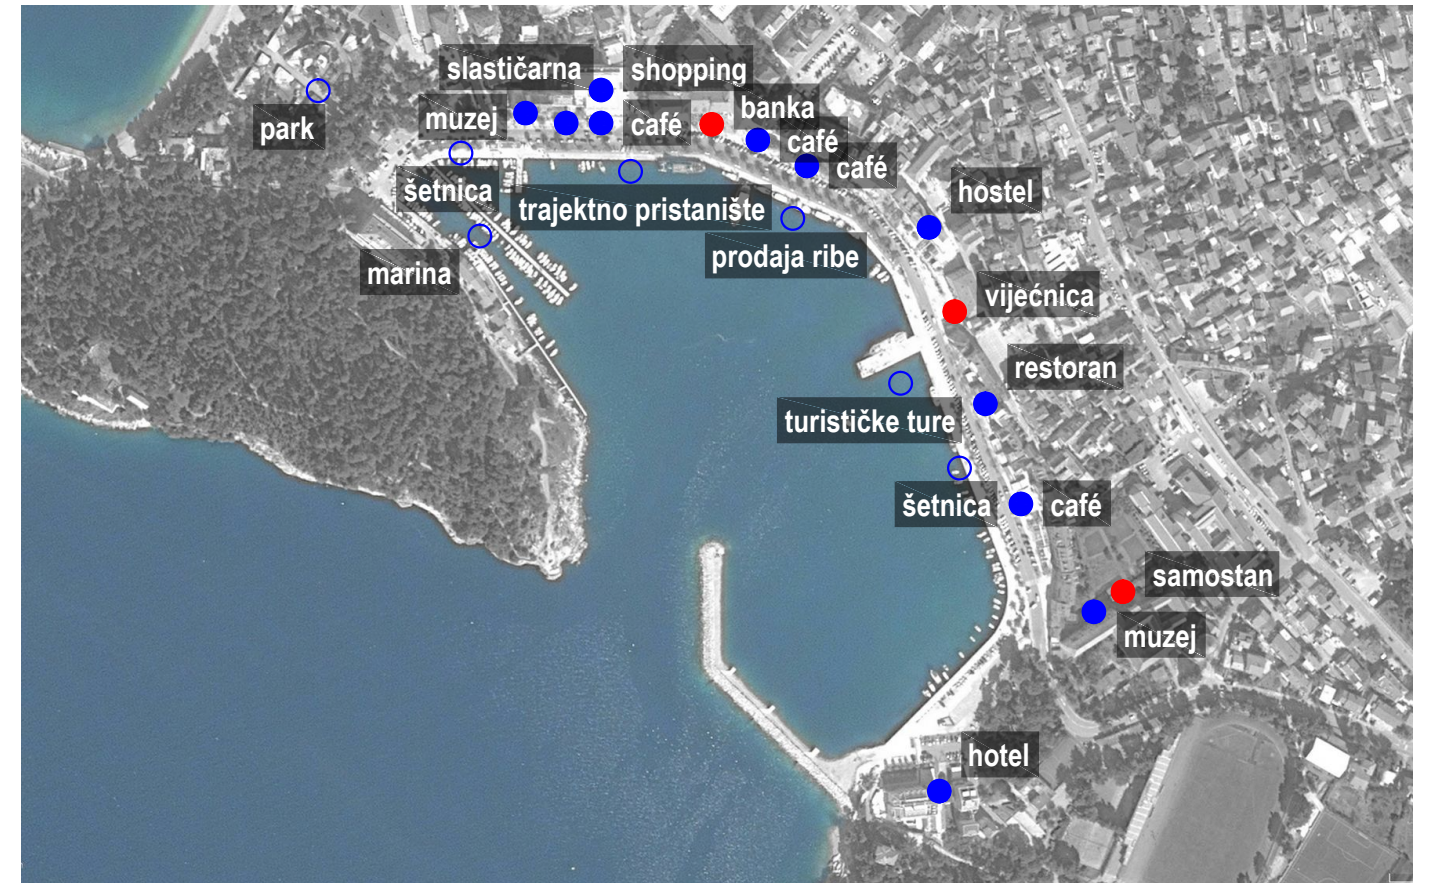 slastičarna
shopping
muzej
café
banka
park
café
café
šetnica
trajektno pristanište
hostel
marina
prodaja ribe
vijećnica
restoran
turističke ture
šetnica
café
samostan
muzej
hotel